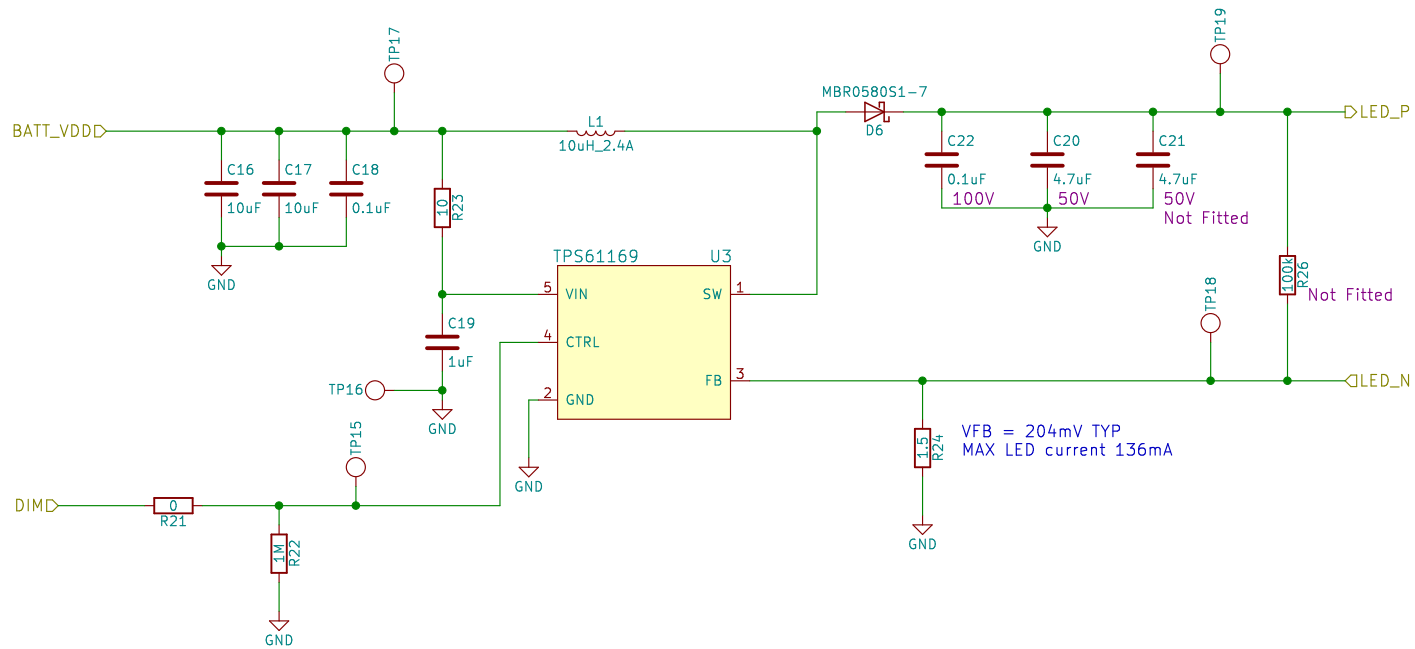 TP17
TP19
MBR0580S1-7
BATT_VDD
L1
10uH_2.4A
D6
LED_P
C16
10uF
C17
10uF
C18
0.1uF
10
R23
C22
0.1uF
100V
C20
4.7uF
50V
C21
4.7uF
50V
Not Fitted
GND
GND
TPS61169
U3
5
VIN
SW
1
4
CTRL
FB
3
2
GND
100k
R26
Not Fitted
TP18
C19
1uF
TP16
GND
LED_N
1.5
R24
VFB = 204mV TYP
MAX LED current 136mA
TP15
GND
DIM
0
R21
1M
R22
GND
GND